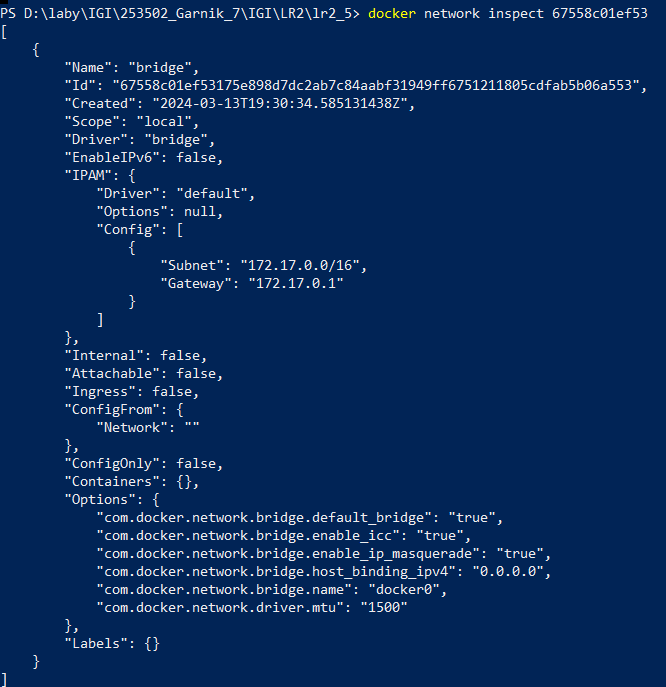 PS D:\laby\IGI\253502_Garnik_7\IGI\LR2\lr2_5> docker network inspect 67558c01ef53
[
    {
        "Name": "bridge",
        "Id": "67558c01ef53175e898d7dc2ab7c84aabf31949ff6751211805cdfab5b06a553",
        "Created": "2024-03-13T19:30:34.585131438Z",
        "Scope": "local",
        "Driver": "bridge",
        "EnableIPv6": false,
        "IPAM": {
            "Driver": "default",
            "Options": null,
            "Config": [
                {
                    "Subnet": "172.17.0.0/16",
                    "Gateway": "172.17.0.1"
                }
            ]
        },
        "Internal": false,
        "Attachable": false,
        "Ingress": false,
        "ConfigFrom": {
            "Network": ""
        },
        "ConfigOnly": false,
        "Containers": {},
        "Options": {
            "com.docker.network.bridge.default_bridge": "true",
            "com.docker.network.bridge.enable_icc": "true",
            "com.docker.network.bridge.enable_ip_masquerade": "true",
            "com.docker.network.bridge.host_binding_ipv4": "0.0.0.0",
            "com.docker.network.bridge.name": "docker0",
            "com.docker.network.driver.mtu": "1500"
        },
        "Labels": {}
    }
]